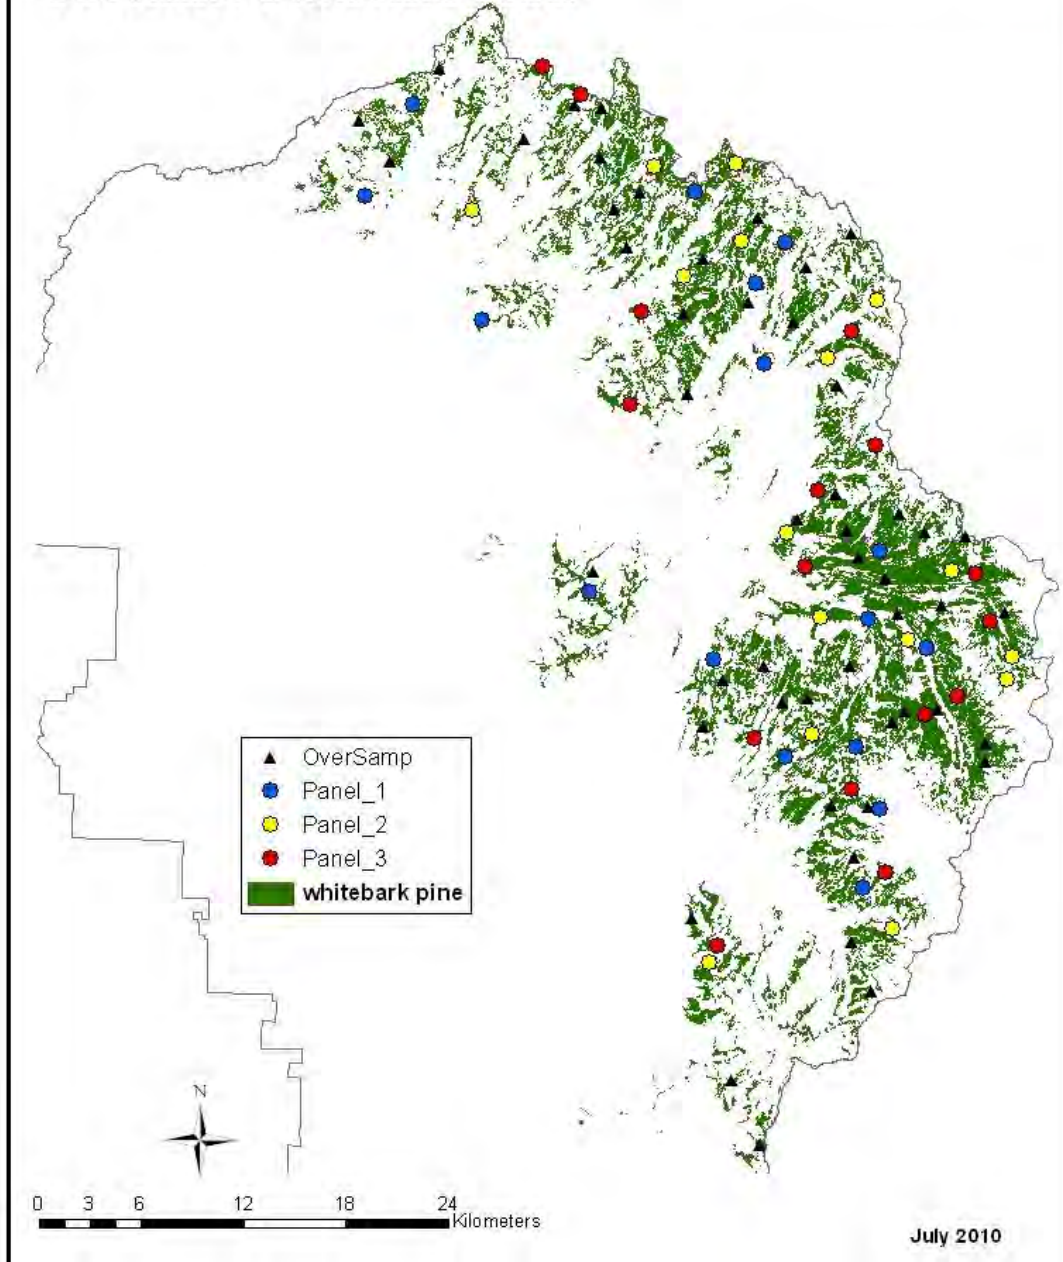 OverSamp
Panel_1
Panel_2
Panel_3
whitebark pine
N
0 3 6 12 18 24
Kilometers
July 2010